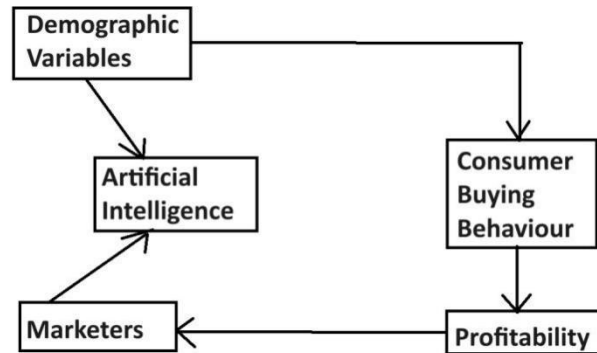 Demographic
Variables
Artificial
Intelligence
Consumer
Buying
Behaviour
Marketers
Profitability